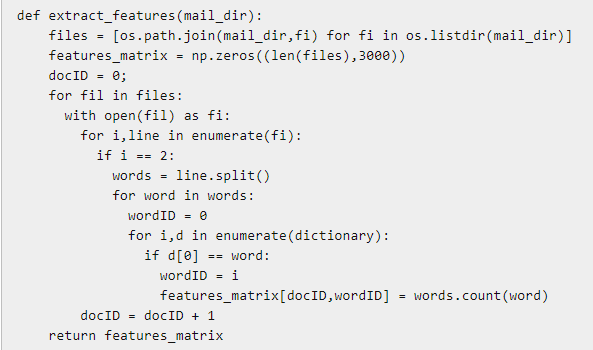 def extract_features(mail_dir):
    files = [os.path.join(mail_dir,fi) for fi in os.listdir(mail_dir)]
    features_matrix = np.zeros((len(files),3000))
    docID = 0;
    for fil in files:
      with open(fil) as fi:
        for i,line in enumerate(fi):
          if i == 2:
            words = line.split()
            for word in words:
              wordID = 0
              for i,d in enumerate(dictionary):
                if d[0] == word:
                  wordID = i
                  features_matrix[docID,wordID] = words.count(word)
        docID = docID + 1
    return features_matrix